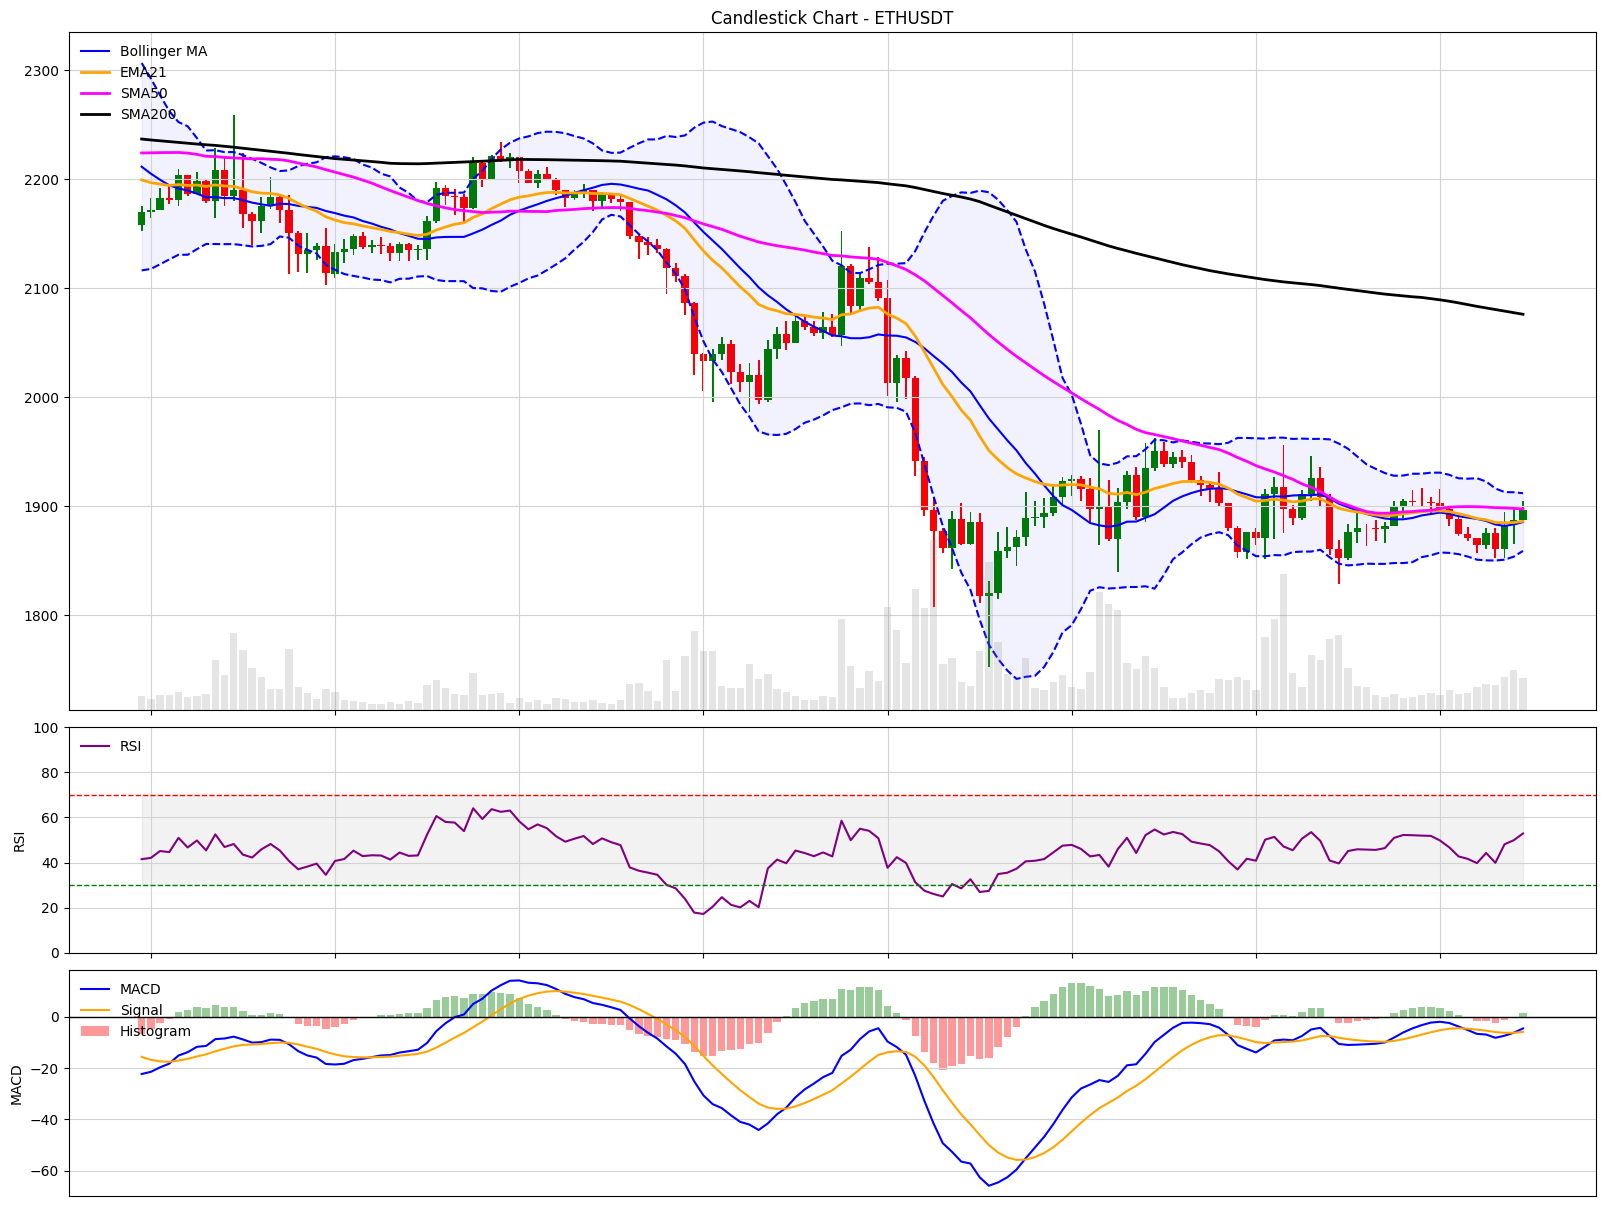 Candlestick Chart - ETHUSDT
Bollinger MA
EMA21
SMA50
SMA200
2300
2200
2100
2000
1900
1800
RSI
100
80
60
40
20
0
RSI
MACD
Signal
Histogram
0
−20
−40
−60
MACD